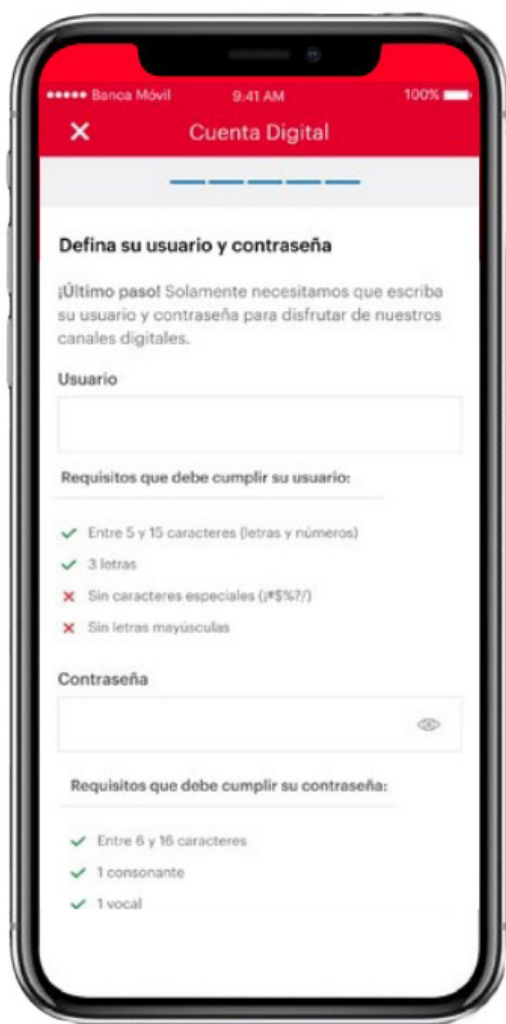 Banca Móvil 9:41 AM 100%
Cuenta Digital
Defina su usuario y contraseña
¡Último paso! Solamente necesitamos que escriba
su usuario y contraseña para disfrutar de nuestros
canales digitales.
Usuario
Requisitos que debe cumplir su usuario:
Entre 5 y 15 caracteres (letras y números)
3 letras
Sin caracteres especiales (¡#$%?/)
Sin letras mayúsculas
Contraseña
Requisitos que debe cumplir su contraseña:
Entre 6 y 16 caracteres
1 consonante
1 vocal